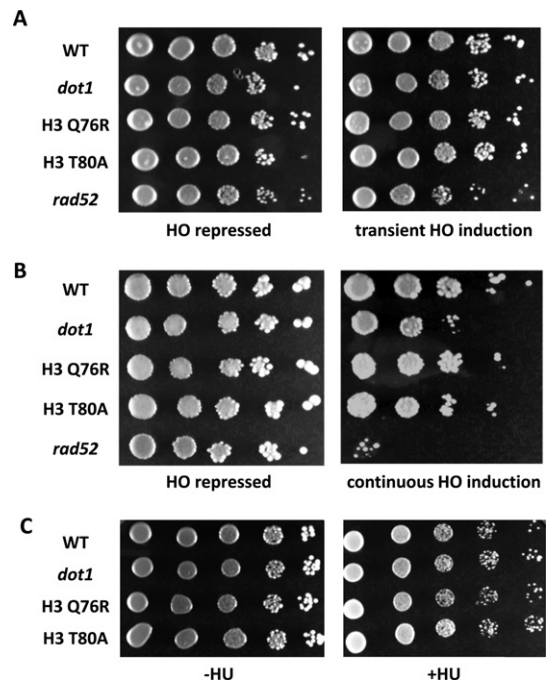 A
WT
dot1
H3 Q76R
H3 T80A
rad52
HO repressed
transient HO induction
B
WT
dot1
H3 Q76R
H3 T80A
rad52
HO repressed
continuous HO induction
C
WT
dot1
H3 Q76R
H3 T80A
-HU
+HU